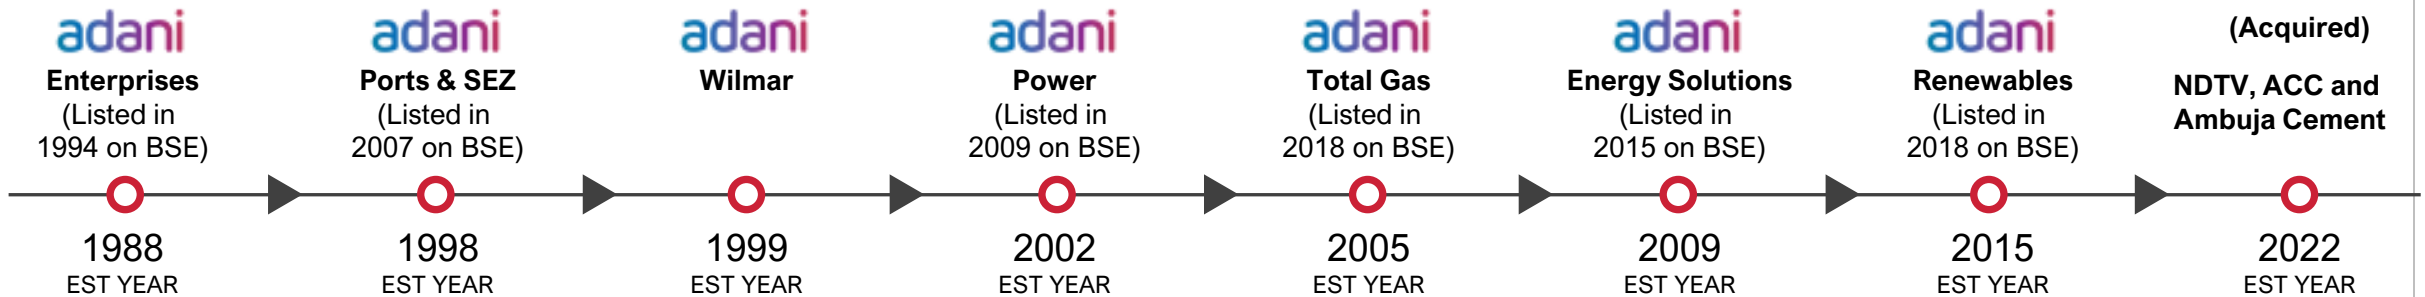 adani
Enterprises
(Listed in
1994 on BSE)
1988
EST YEAR
adani
Ports & SEZ
(Listed in
2007 on BSE)
1998
EST YEAR
adani
Wilmar
1999
EST YEAR
adani
Power
(Listed in
2009 on BSE)
2002
EST YEAR
adani
Total Gas
(Listed in
2018 on BSE)
2005
EST YEAR
adani
Energy Solutions
(Listed in
2015 on BSE)
2009
EST YEAR
adani
Renewables
(Listed in
2018 on BSE)
2015
EST YEAR
(Acquired)
NDTV, ACC and
Ambuja Cement
2022
EST YEAR